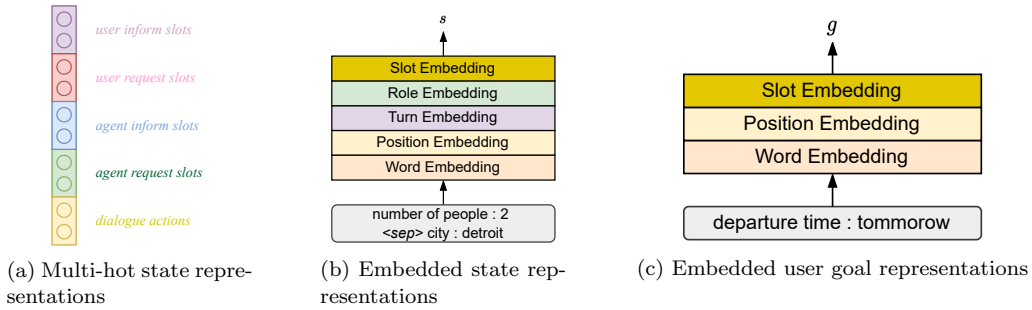 user inform slots
user request slots
agent inform slots
agent request slots
dialogue actions
(a) Multi-hot state repre-
sentations
s
Slot Embedding
Role Embedding
Turn Embedding
Position Embedding
Word Embedding
number of people : 2
<sep> city : detroit
(b) Embedded state rep-
resentations
g
Slot Embedding
Position Embedding
Word Embedding
departure time : tommorow
(c) Embedded user goal representations